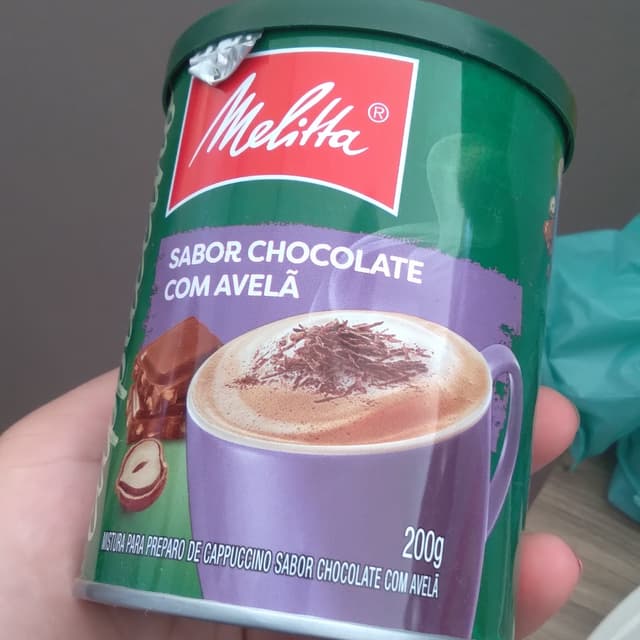 Melitta®
SABOR CHOCOLATE
COM AVELÃ
200g
MISTURA PARA PREPARO DE CAPPUCCINO SABOR CHOCOLATE COM AVELÃ